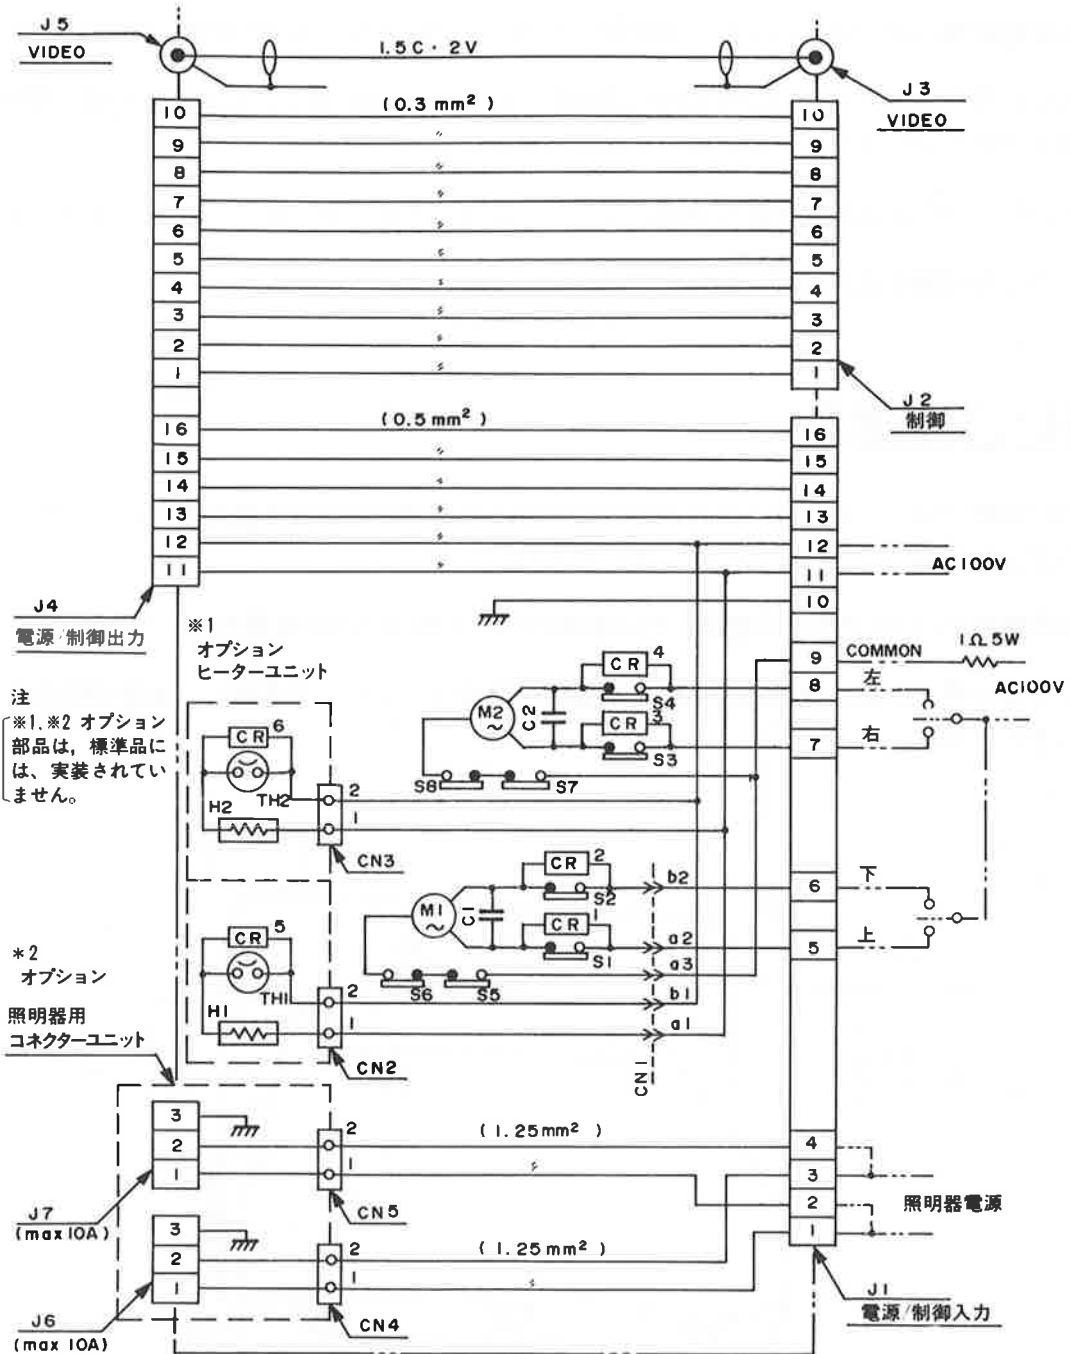 J5
VIDEO
1.5C・2V
J3
VIDEO
(0.3 mm²)
10
10
〃
9
9
〃
8
8
〃
7
7
〃
6
6
〃
5
5
〃
4
4
〃
3
3
〃
2
2
〃
1
1
J2
制御
(0.5 mm²)
16
16
〃
15
15
〃
14
14
〃
13
13
〃
12
12
〃
11
11
AC100V
10
J4
電源/制御出力
※1
オプション
ヒーターユニット
注
※1、※2 オプション
部品は、標準品に
は、実装されてい
ません。
CR 6
TH2
H2
2
1
CN3
M2
～
C2
CR 4
S4
CR 3
S3
S8
S7
9
COMMON
1Ω 5W
AC100V
8
左
7
右
CR 5
TH1
H1
2
1
CN2
M1
～
C1
CR 2
S2
CR 1
S1
S6
S5
b2
a2
a3
b1
a1
CN1
6
下
5
上
*2
オプション
照明器用
コネクターユニット
3
2
1
J7
(max 10A)
2
1
CN5
(1.25mm²)
〃
3
2
1
J6
(max 10A)
2
1
CN4
(1.25mm²)
〃
4
3
2
1
照明器電源
J1
電源/制御入力